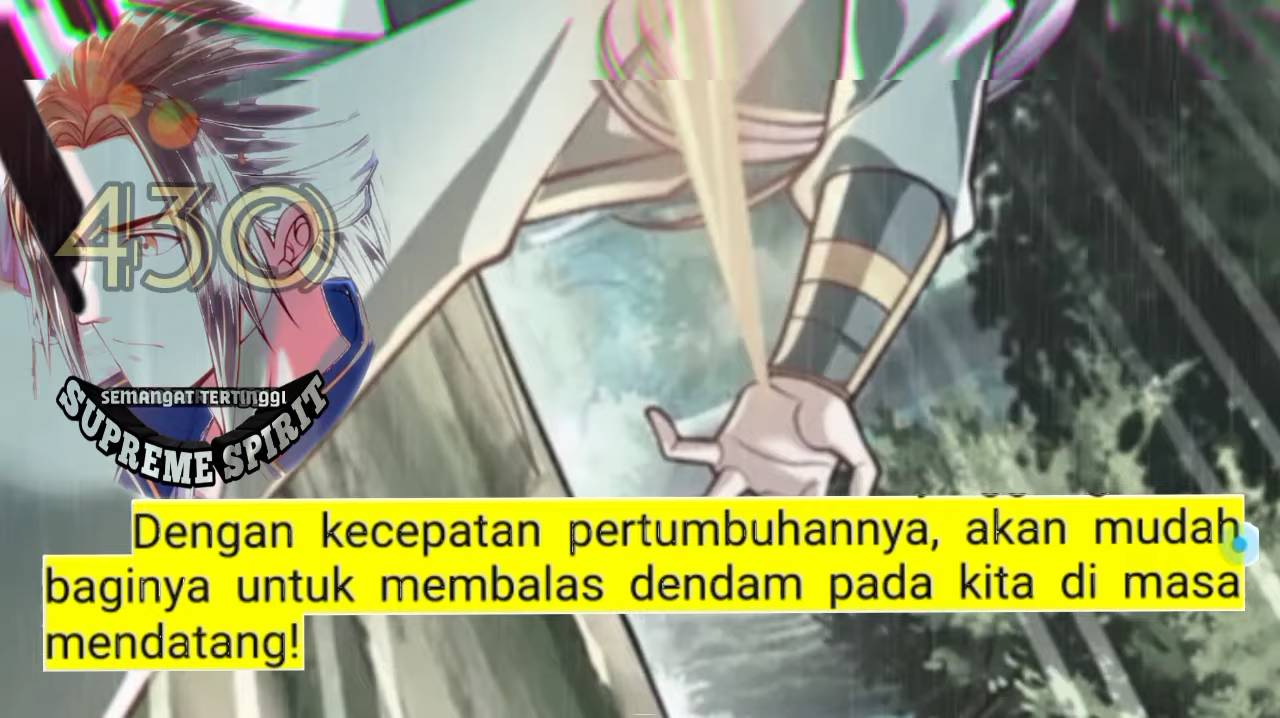 430
SEMANGAT TERTINGGI
SUPREME SPIRIT
Dengan kecepatan pertumbuhannya, akan mudah
baginya untuk membalas dendam pada kita di masa
mendatang!